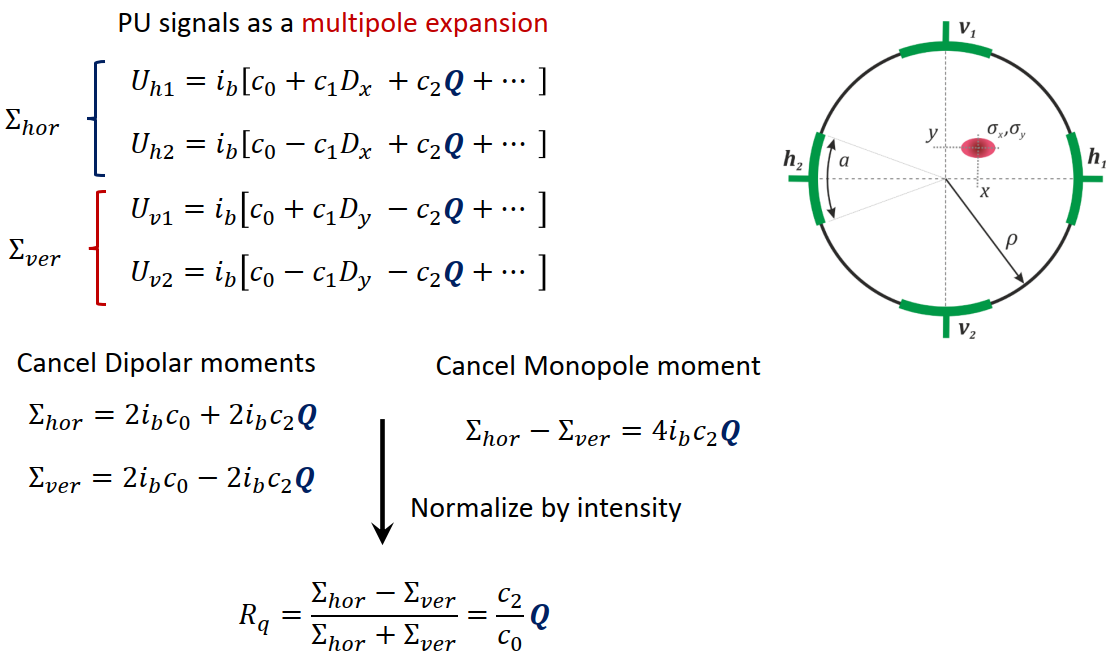 PU signals as a multipole expansion
Σ_hor
U_h1 = i_b[c_0 + c_1D_x + c_2Q + ⋯ ]
U_h2 = i_b[c_0 − c_1D_x + c_2Q + ⋯ ]
Σ_ver
U_v1 = i_b[c_0 + c_1D_y − c_2Q + ⋯ ]
U_v2 = i_b[c_0 − c_1D_y − c_2Q + ⋯ ]
v_1
σ_x,σ_y
y
h_2
a
h_1
x
ρ
v_2
Cancel Dipolar moments
Σ_hor = 2i_bc_0 + 2i_bc_2Q
Σ_ver = 2i_bc_0 − 2i_bc_2Q
Cancel Monopole moment
Σ_hor − Σ_ver = 4i_bc_2Q
Normalize by intensity
R_q = (Σ_hor − Σ_ver)/(Σ_hor + Σ_ver) = c_2/c_0 Q